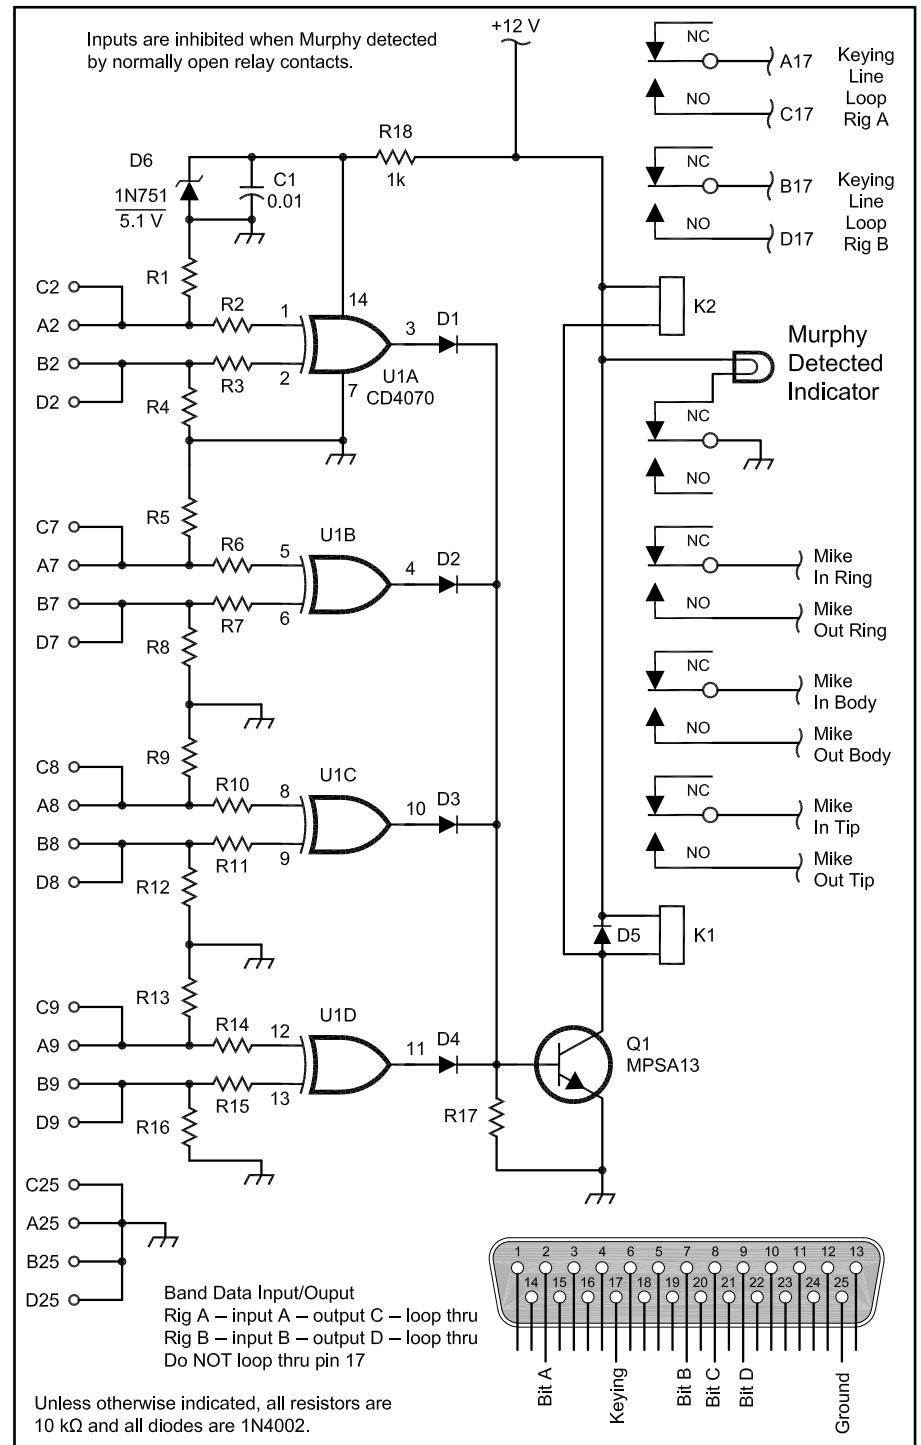 Inputs are inhibited when Murphy detected
by normally open relay contacts.
+12 V
NC
A17
NO
C17
Keying
Line
Loop
Rig A
NC
B17
NO
D17
Keying
Line
Loop
Rig B
R18
1k
D6
1N751
5.1 V
C1
0.01
R1
C2
A2
B2
D2
R2
R3
R4
1
2
14
3
7
U1A
CD4070
D1
K2
Murphy
Detected
Indicator
NC
NO
R5
C7
A7
B7
D7
R6
R7
R8
5
6
U1B
4
D2
NC
Mike
In Ring
NO
Mike
Out Ring
NC
Mike
In Body
NO
Mike
Out Body
NC
Mike
In Tip
NO
Mike
Out Tip
R9
C8
A8
B8
D8
R10
R11
R12
8
9
U1C
10
D3
D5
K1
R13
C9
A9
B9
D9
R14
R15
R16
12
13
U1D
11
D4
R17
Q1
MPSA13
C25
A25
B25
D25
1 2 3 4 6 5 7 8 9 10 11 12 13
14 15 16 17 18 19 20 21 22 23 24 25
Bit A
Keying
Bit B
Bit C
Bit D
Ground
Band Data Input/Ouput
Rig A – input A – output C – loop thru
Rig B – input B – output D – loop thru
Do NOT loop thru pin 17
Unless otherwise indicated, all resistors are
10 kΩ and all diodes are 1N4002.